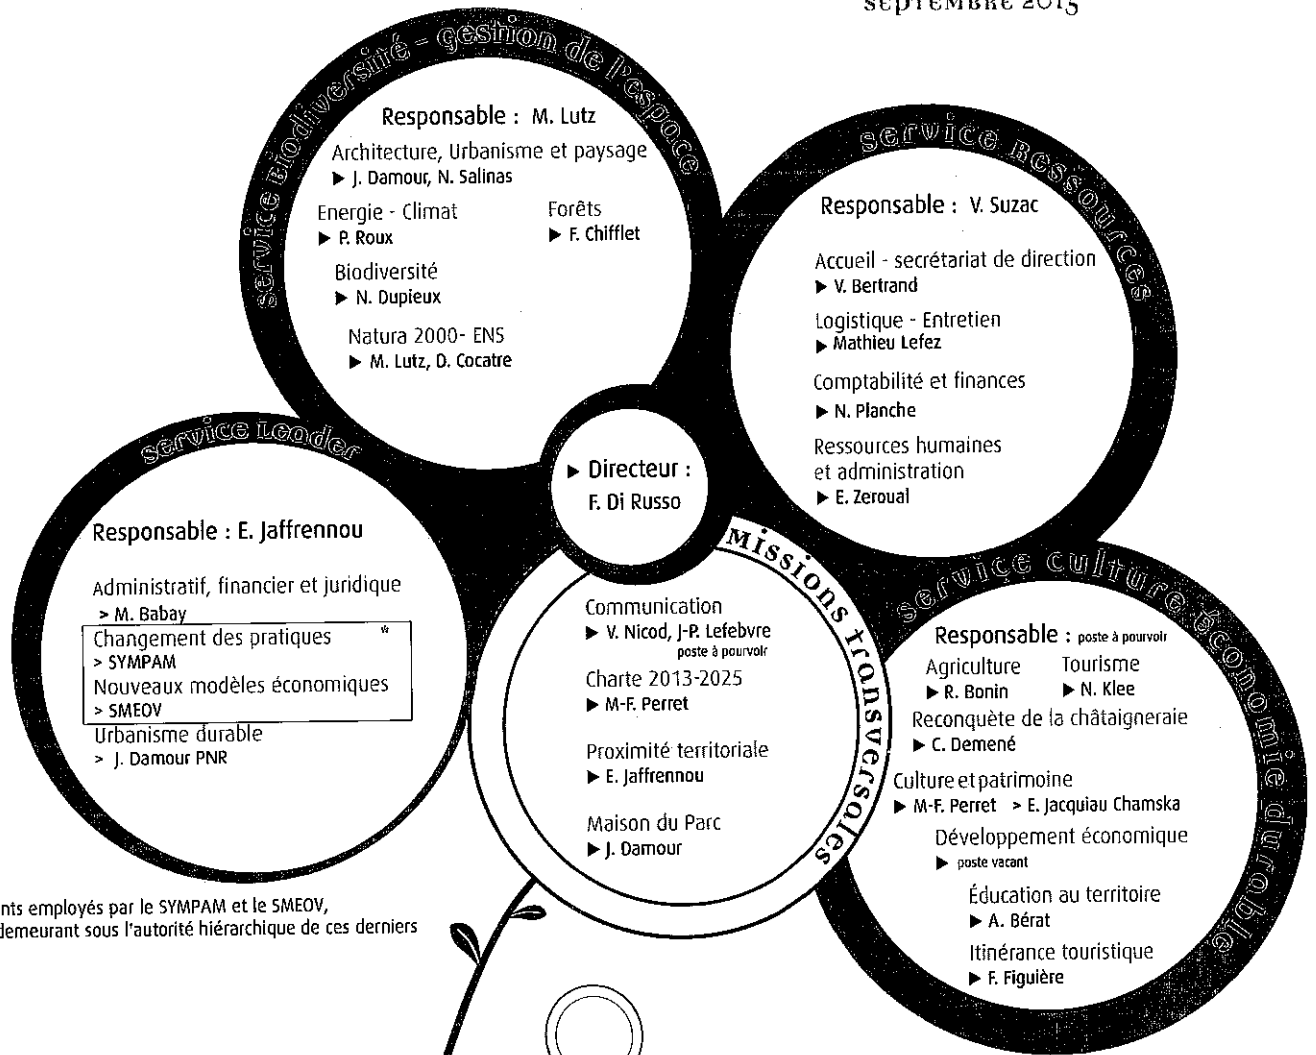 septembre 2015
service Biodiversité - gestion de l'espace
Responsable : M. Lutz
Architecture, Urbanisme et paysage
▶ J. Damour, N. Salinas
Energie - Climat
▶ P. Roux
Forêts
▶ F. Chifflet
Biodiversité
▶ N. Dupieux
Natura 2000- ENS
▶ M. Lutz, D. Cocatre
service Ressources
Responsable : V. Suzac
Accueil - secrétariat de direction
▶ V. Bertrand
Logistique - Entretien
▶ Mathieu Lefez
Comptabilité et finances
▶ N. Planche
Ressources humaines
et administration
▶ E. Zeroual
▶ Directeur :
F. Di Russo
service Leader
Responsable : E. Jaffrennou
Administratif, financier et juridique
> M. Babay
Changement des pratiques *
> SYMPAM
Nouveaux modèles économiques
> SMEOV
Urbanisme durable
> J. Damour PNR
Missions transversales
Communication
▶ V. Nicod, J-P. Lefebvre
poste à pourvoir
Charte 2013-2025
▶ M-F. Perret
Proximité territoriale
▶ E. Jaffrennou
Maison du Parc
▶ J. Damour
service culture-économie durable
Responsable : poste à pourvoir
Agriculture
▶ R. Bonin
Tourisme
▶ N. Klee
Reconquète de la châtaigneraie
▶ C. Demené
Culture et patrimoine
▶ M-F. Perret > E. Jacquiau Chamska
Développement économique
▶ poste vacant
Éducation au territoire
▶ A. Bérat
Itinérance touristique
▶ F. Figuière
nts employés par le SYMPAM et le SMEOV,
demeurant sous l'autorité hiérarchique de ces derniers